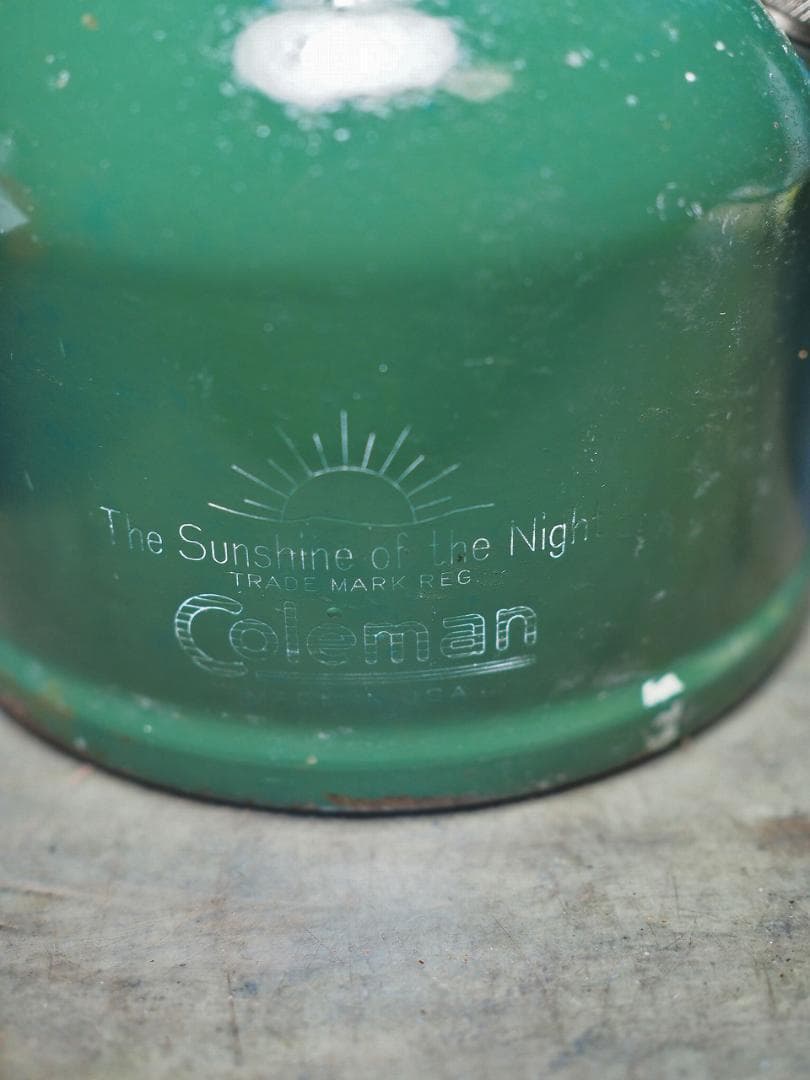 The Sunshine of the Night
TRADE MARK REG.
Coleman